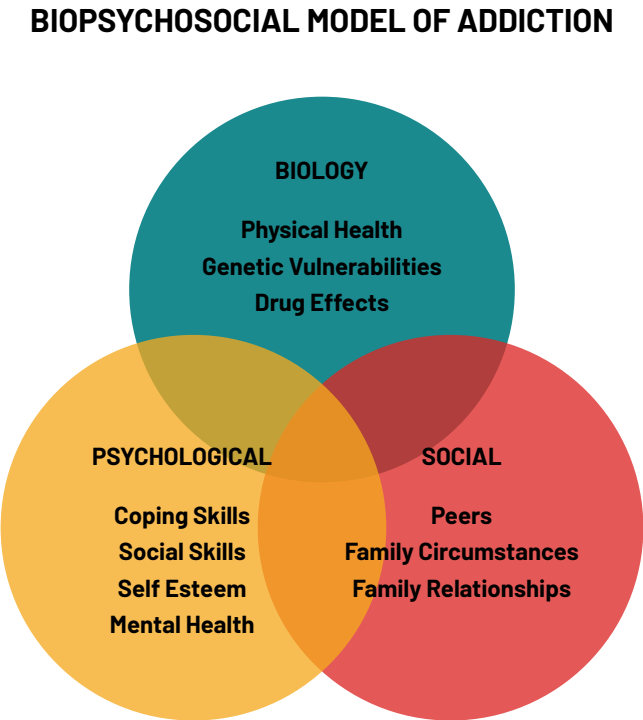 BIOPSYCHOSOCIAL MODEL OF ADDICTION
BIOLOGY
Physical Health
Genetic Vulnerabilities
Drug Effects
PSYCHOLOGICAL
Coping Skills
Social Skills
Self Esteem
Mental Health
SOCIAL
Peers
Family Circumstances
Family Relationships